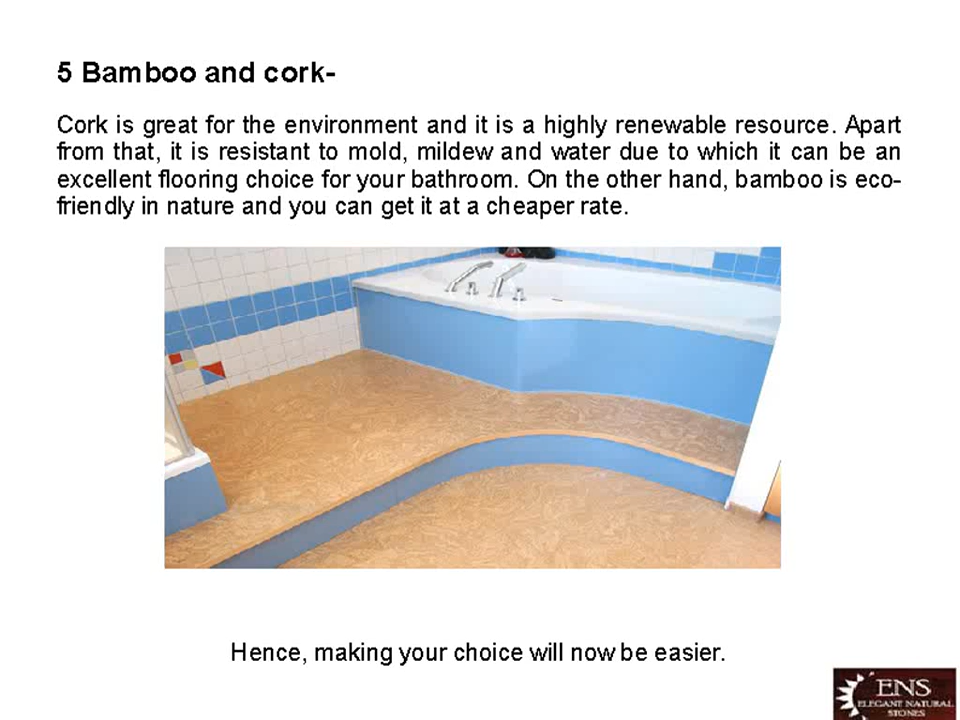 5 Bamboo and cork-
Cork is great for the environment and it is a highly renewable resource. Apart
from that, it is resistant to mold, mildew and water due to which it can be an
excellent flooring choice for your bathroom. On the other hand, bamboo is eco-
friendly in nature and you can get it at a cheaper rate.
Hence, making your choice will now be easier.
ENS
ELEGANT NATURAL
STONES